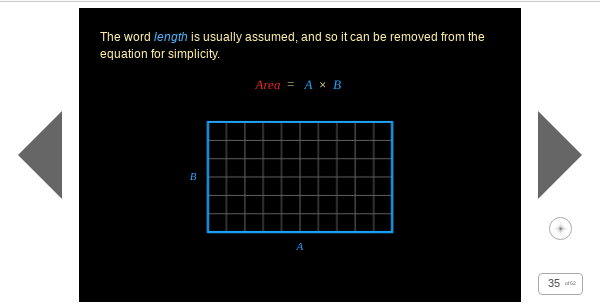 The word length is usually assumed, and so it can be removed from the
equation for simplicity.
Area = A × B
B
A
35 of 52